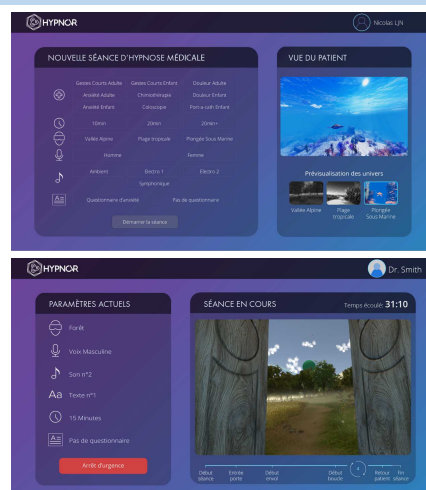 HYPNOR
Nicolas LJN
NOUVELLE SÉANCE D'HYPNOSE MÉDICALE
Gestes Courts Adulte Gestes Courts Enfant Douleur Adulte
Anxiété Adulte Chimiothérapie Douleur Enfant
Anxiété Enfant Coloscopie Port-a-cath Enfant
10min 20min 20min+
Vallée Alpine Plage tropicale Plongée Sous Marine
Homme Femme
Ambient Electro 1 Electro 2
Symphonique
Questionnaire d'anxiété Pas de questionnaire
Démarrer la séance
VUE DU PATIENT
Prévisualisation des univers
Vallée Alpine Plage tropicale Plongée Sous Marine
HYPNOR
Dr. Smith
PARAMÈTRES ACTUELS
Forêt
Voix Masculine
Son n°2
Aa Texte n°1
15 Minutes
Pas de questionnaire
Arrêt d'urgence
SÉANCE EN COURS Temps écoulé: 31:10
Début séance Entrée porte Début envol Début boucle 4 Retour patient Fin séance